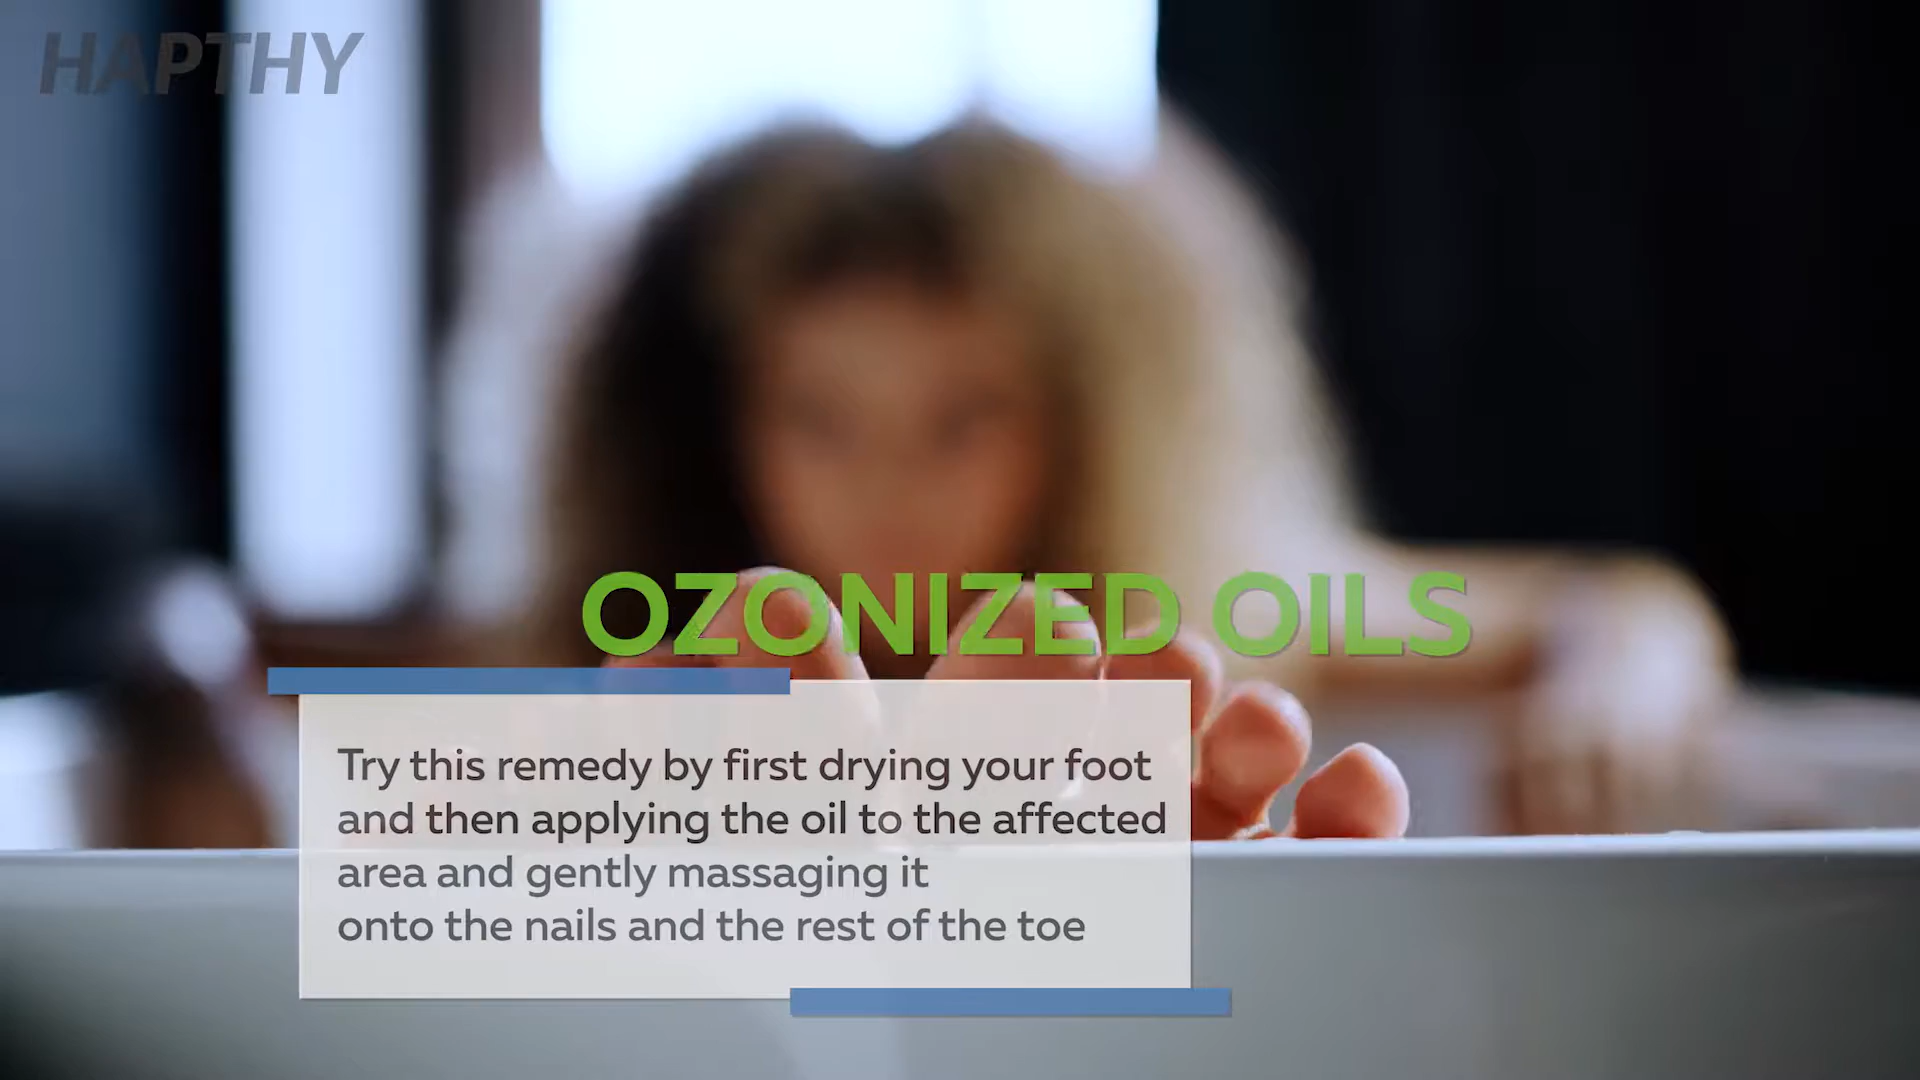 HAPTHY
OZONIZED OILS
Try this remedy by first drying your foot
and then applying the oil to the affected
area and gently massaging it
onto the nails and the rest of the toe